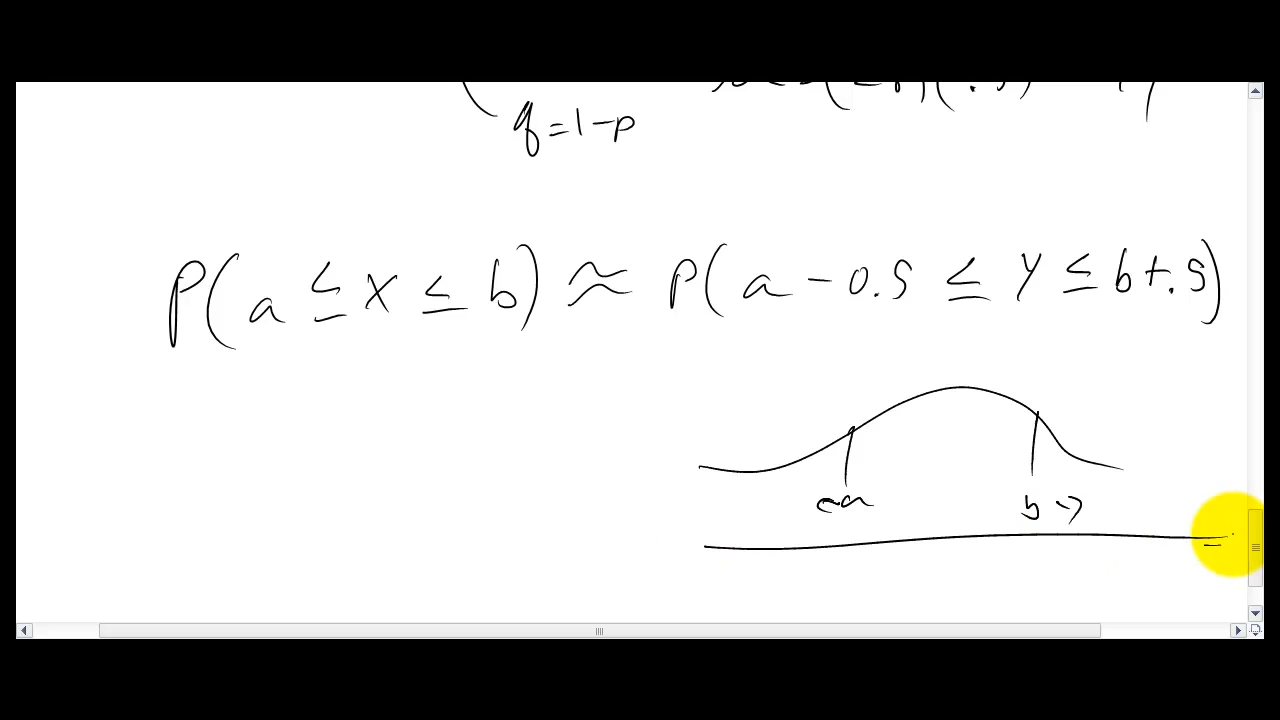 q = 1 - p
P(a ≤ x ≤ b) ≈ P(a - 0.5 ≤ y ≤ b + .5)
a b